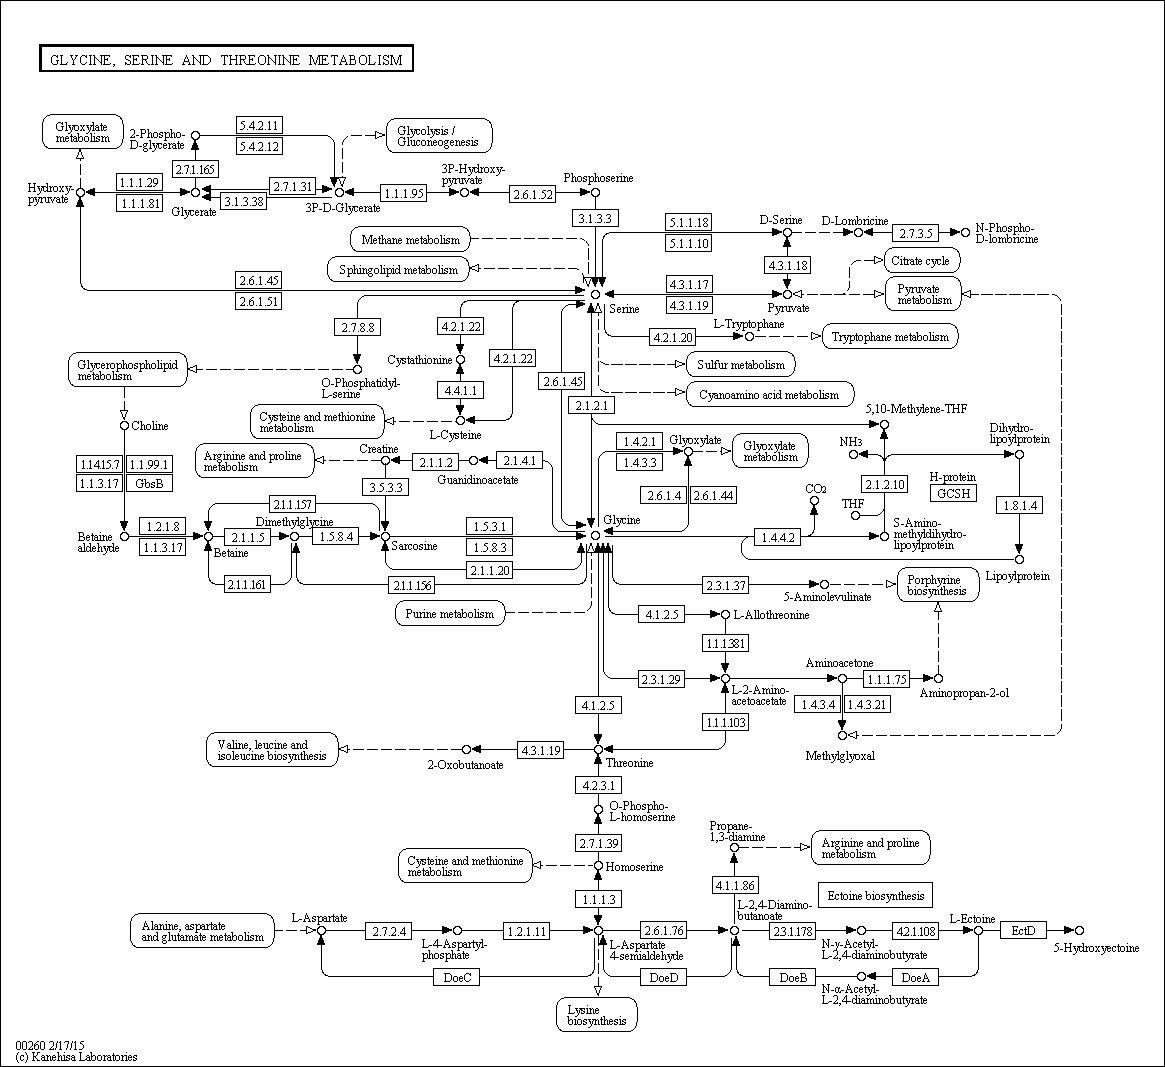 GLYCINE, SERINE AND THREONINE METABOLISM
Glyoxylate
metabolism
2-Phospho-
D-glycerate
5.4.2.11
5.4.2.12
Glycolysis /
Gluconeogenesis
2.7.1.165
Hydroxy-
pyruvate
1.1.1.29
1.1.1.81
Glycerate
2.7.1.31
3.1.3.38
3P-D-Glycerate
1.1.1.95
3P-Hydroxy-
pyruvate
2.6.1.52
Phosphoserine
3.1.3.3
Methane metabolism
Sphingolipid metabolism
5.1.1.18
5.1.1.10
D-Serine
D-Lombricine
2.7.3.5
N-Phospho-
D-lombricine
4.3.1.18
Citrate cycle
2.6.1.45
2.6.1.51
Serine
4.3.1.17
4.3.1.19
Pyruvate
Pyruvate
metabolism
2.7.8.8
4.2.1.22
4.2.1.22
4.2.1.20
L-Tryptophane
Tryptophane metabolism
Glycerophospholipid
metabolism
O-Phosphatidyl-
L-serine
Cystathionine
4.4.1.1
2.6.1.45
2.1.2.1
Sulfur metabolism
Cyanoamino acid metabolism
Choline
Cysteine and methionine
metabolism
L-Cysteine
5,10-Methylene-THF
1.14.15.7
1.1.99.1
1.1.3.17
GbsB
Arginine and proline
metabolism
Creatine
2.1.1.2
Guanidinoacetate
2.1.4.1
1.4.2.1
1.4.3.3
Glyoxylate
Glyoxylate
metabolism
NH3
Dihydro-
lipoylprotein
3.5.3.3
2.6.1.4
2.6.1.44
CO2
THF
2.1.2.10
H-protein
GCSH
1.8.1.4
Betaine
aldehyde
1.2.1.8
1.1.3.17
Betaine
2.1.1.157
Dimethylglycine
2.1.1.5
1.5.8.4
Sarcosine
1.5.3.1
1.5.8.3
Glycine
1.4.4.2
S-Amino-
methyldihydro-
lipoylprotein
2.1.1.161
2.1.1.156
2.1.1.20
Lipoylprotein
Purine metabolism
2.3.1.37
5-Aminolevulinate
Porphyrine
biosynthesis
4.1.2.5
L-Allothreonine
1.1.1.381
2.3.1.29
L-2-Amino-
acetoacetate
Aminoacetone
1.1.1.75
Aminopropan-2-ol
1.4.3.4
1.4.3.21
Methylglyoxal
4.1.2.5
1.1.1.103
Valine, leucine and
isoleucine biosynthesis
2-Oxobutanoate
4.3.1.19
Threonine
4.2.3.1
O-Phospho-
L-homoserine
2.7.1.39
Cysteine and methionine
metabolism
Homoserine
1.1.1.3
Propane-
1,3-diamine
Arginine and proline
metabolism
4.1.1.86
Ectoine biosynthesis
Alanine, aspartate
and glutamate metabolism
L-Aspartate
2.7.2.4
L-4-Aspartyl-
phosphate
1.2.1.11
L-Aspartate
4-semialdehyde
2.6.1.76
L-2,4-Diamino-
butanoate
2.3.1.178
N-γ-Acetyl-
L-2,4-diaminobutyrate
4.2.1.108
L-Ectoine
EctD
5-Hydroxyectoine
DoeC
DoeD
DoeB
N-α-Acetyl-
L-2,4-diaminobutyrate
DoeA
Lysine
biosynthesis
00260 2/17/15
(c) Kanehisa Laboratories